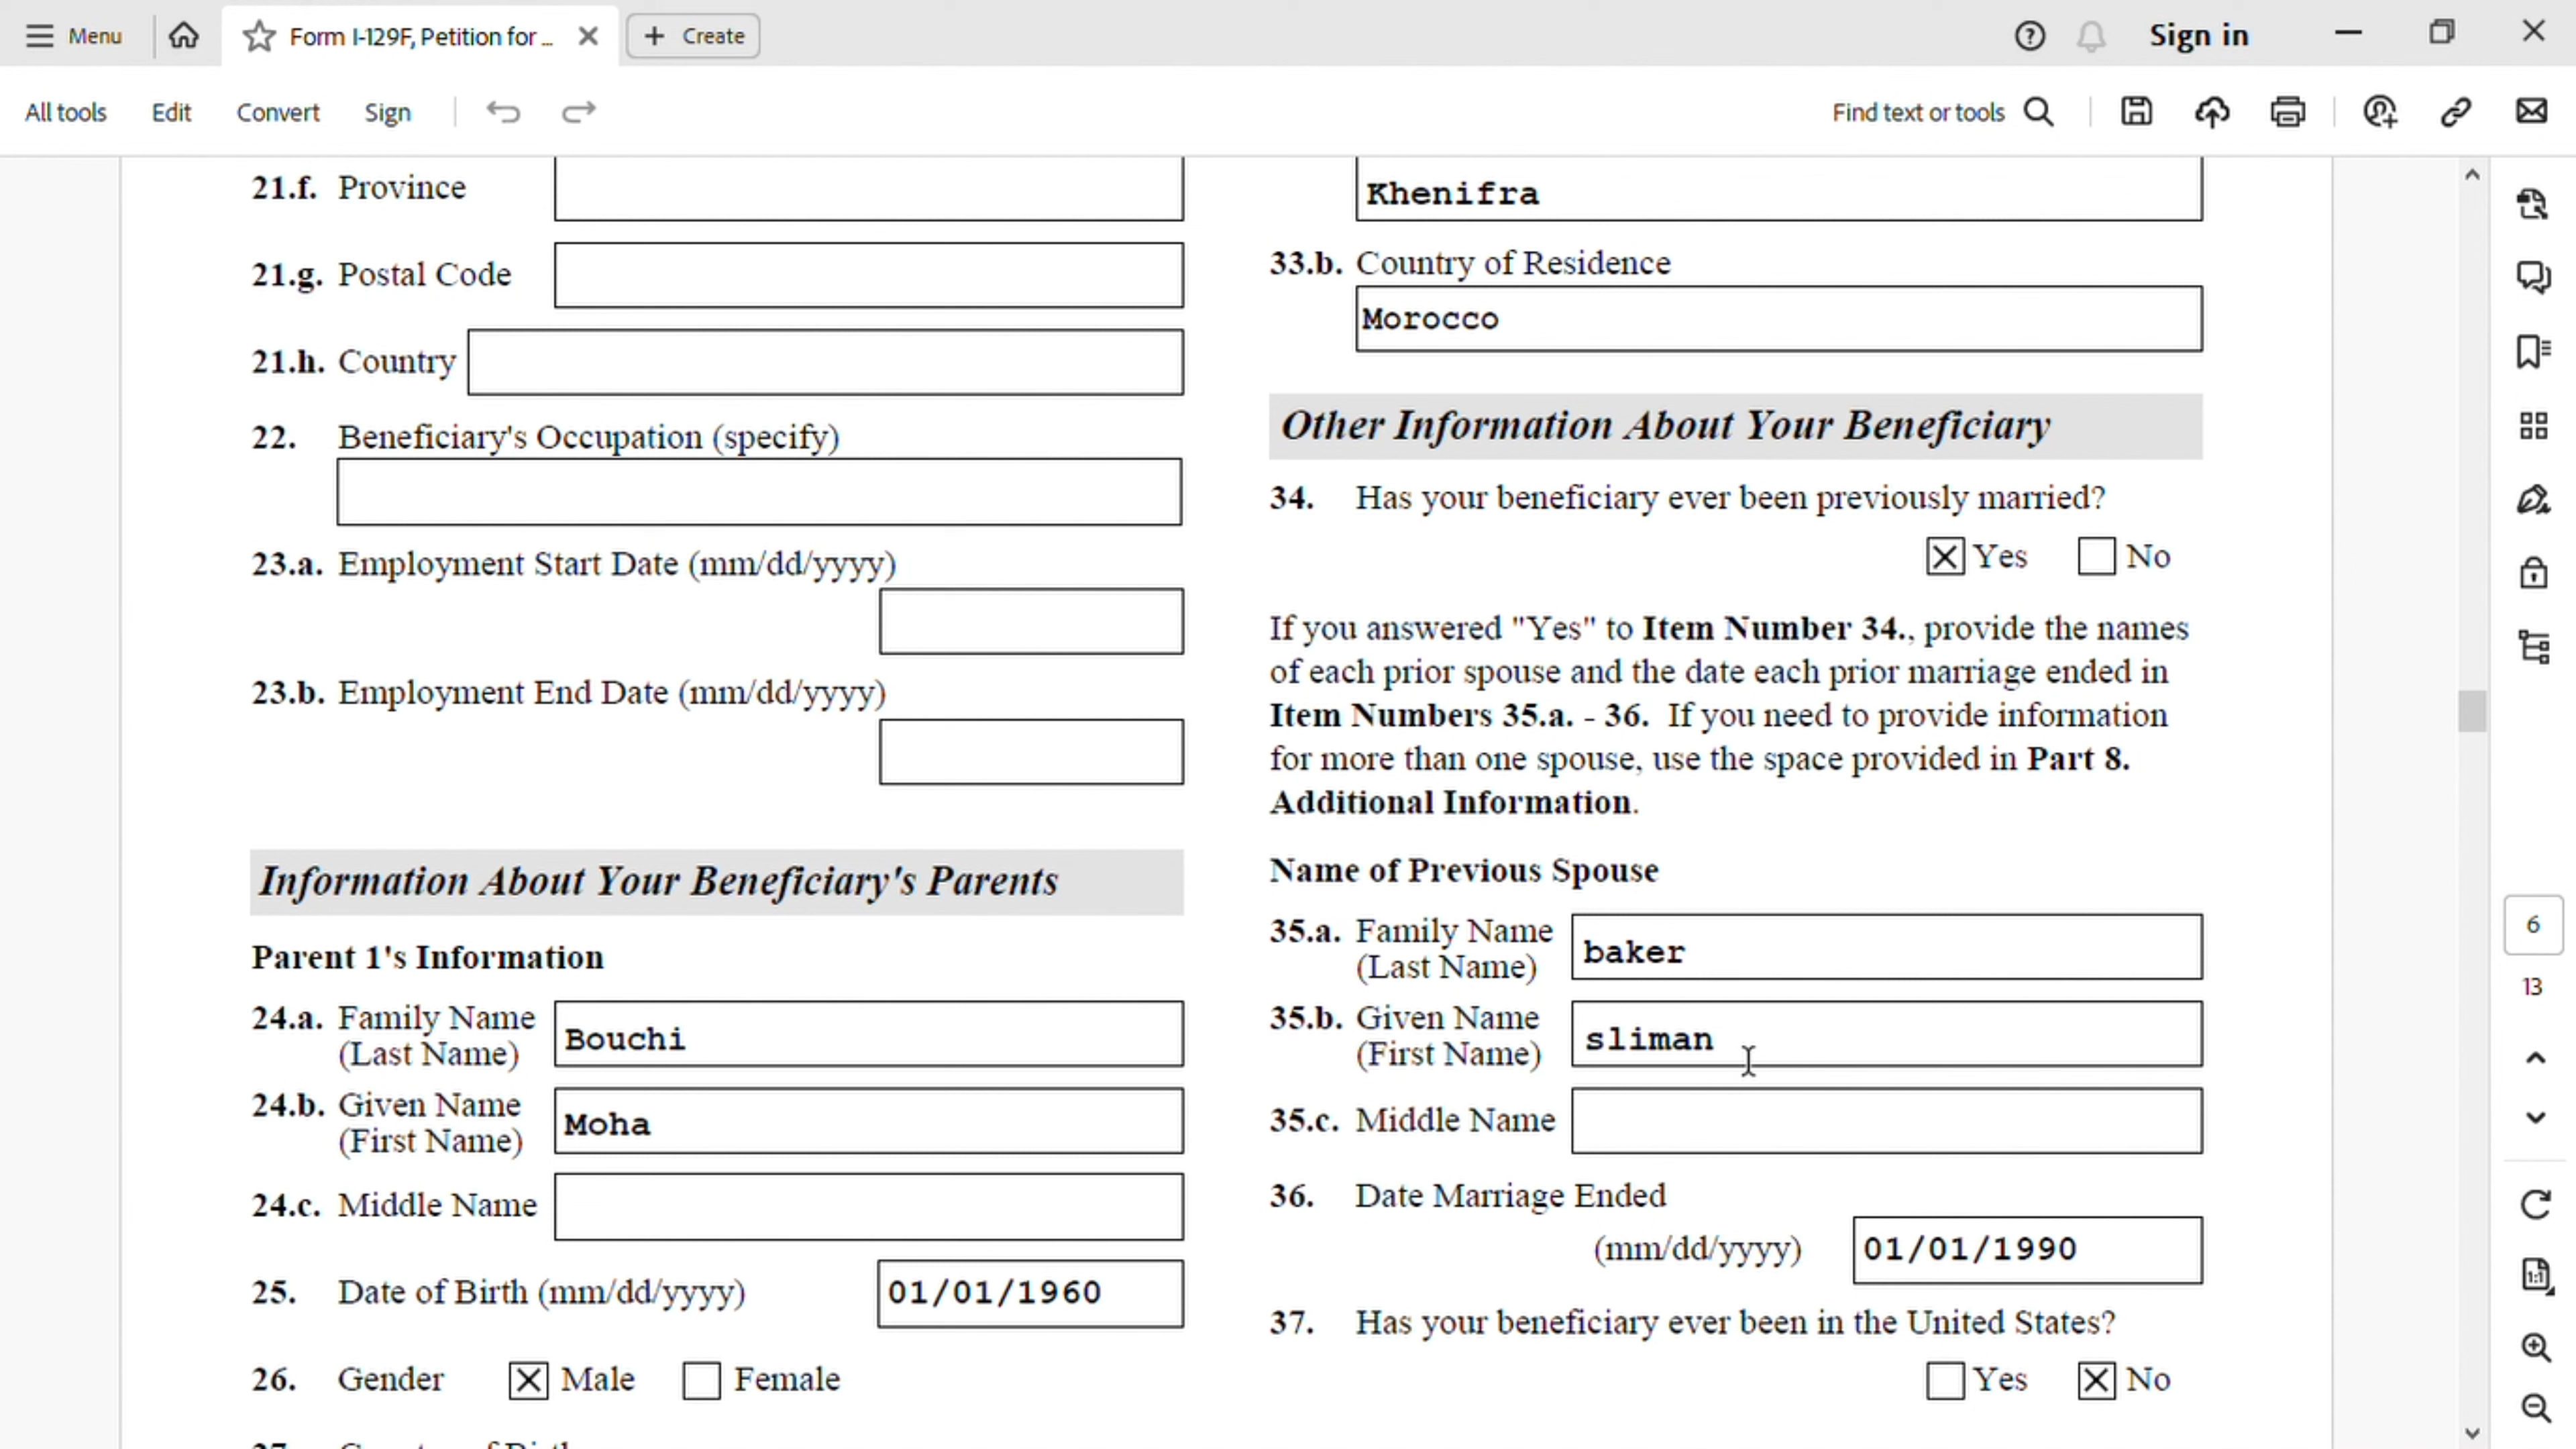 Menu
Form I-129F, Petition for ...
Create
Sign in
All tools
Edit
Convert
Sign
Find text or tools
21.f. Province
21.g. Postal Code
21.h. Country
22. Beneficiary's Occupation (specify)
23.a. Employment Start Date (mm/dd/yyyy)
23.b. Employment End Date (mm/dd/yyyy)
Information About Your Beneficiary's Parents
Parent 1's Information
24.a. Family Name
(Last Name)
Bouchi
24.b. Given Name
(First Name)
Moha
24.c. Middle Name
25. Date of Birth (mm/dd/yyyy) 01/01/1960
26. Gender Male Female
Khenifra
33.b. Country of Residence
Morocco
Other Information About Your Beneficiary
34. Has your beneficiary ever been previously married?
Yes No
If you answered "Yes" to Item Number 34., provide the names
of each prior spouse and the date each prior marriage ended in
Item Numbers 35.a. - 36. If you need to provide information
for more than one spouse, use the space provided in Part 8.
Additional Information.
Name of Previous Spouse
35.a. Family Name
(Last Name)
baker
35.b. Given Name
(First Name)
sliman
35.c. Middle Name
36. Date Marriage Ended
(mm/dd/yyyy) 01/01/1990
37. Has your beneficiary ever been in the United States?
Yes No
6
13